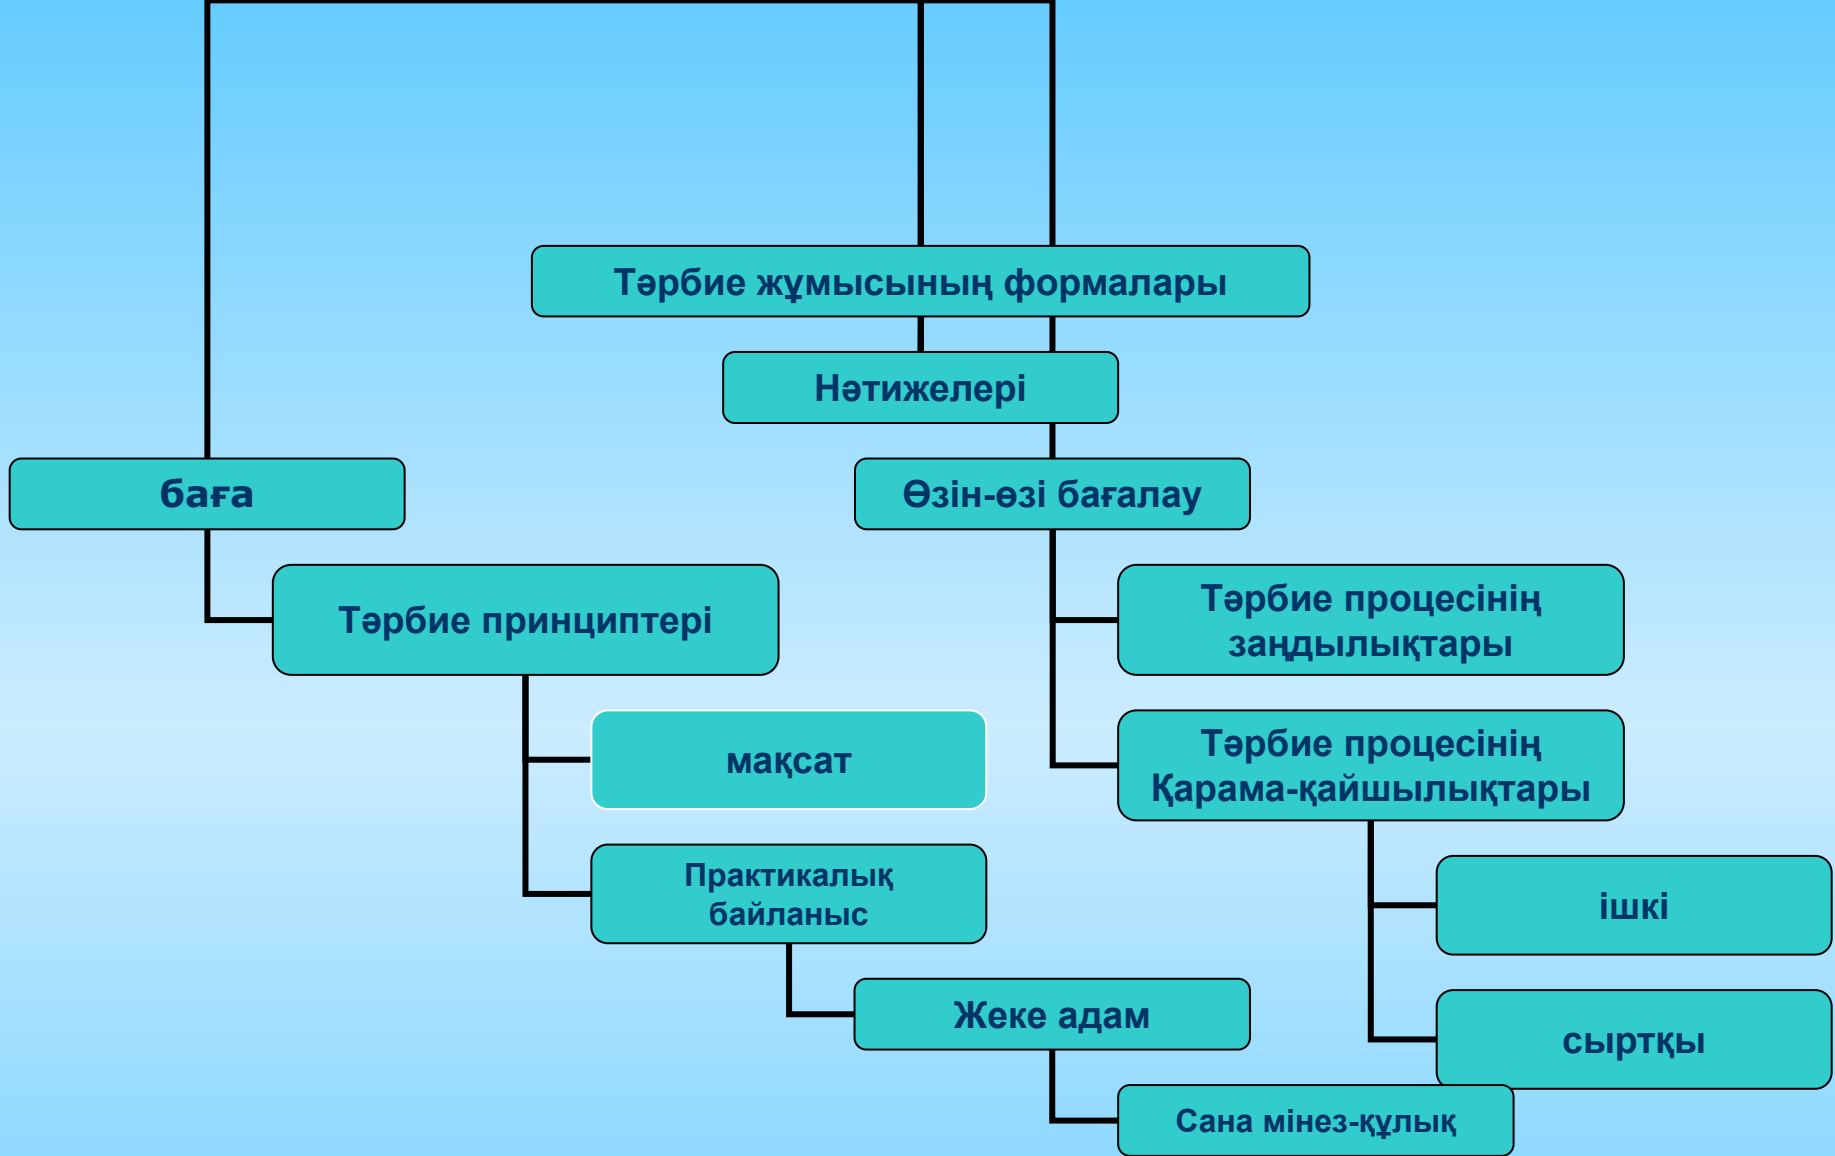 Тәрбие жұмысының формалары
Нәтижелері
баға
Өзін-өзі бағалау
Тәрбие принциптері
Тәрбие процесінің
заңдылықтары
мақсат
Тәрбие процесінің
Қарама-қайшылықтары
Практикалық
байланыс
ішкі
Жеке адам
сыртқы
Сана мінез-құлық